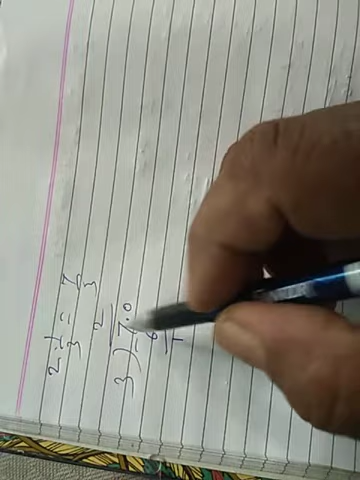 2 1/3 = 7/3
2
3)7.0
6
1